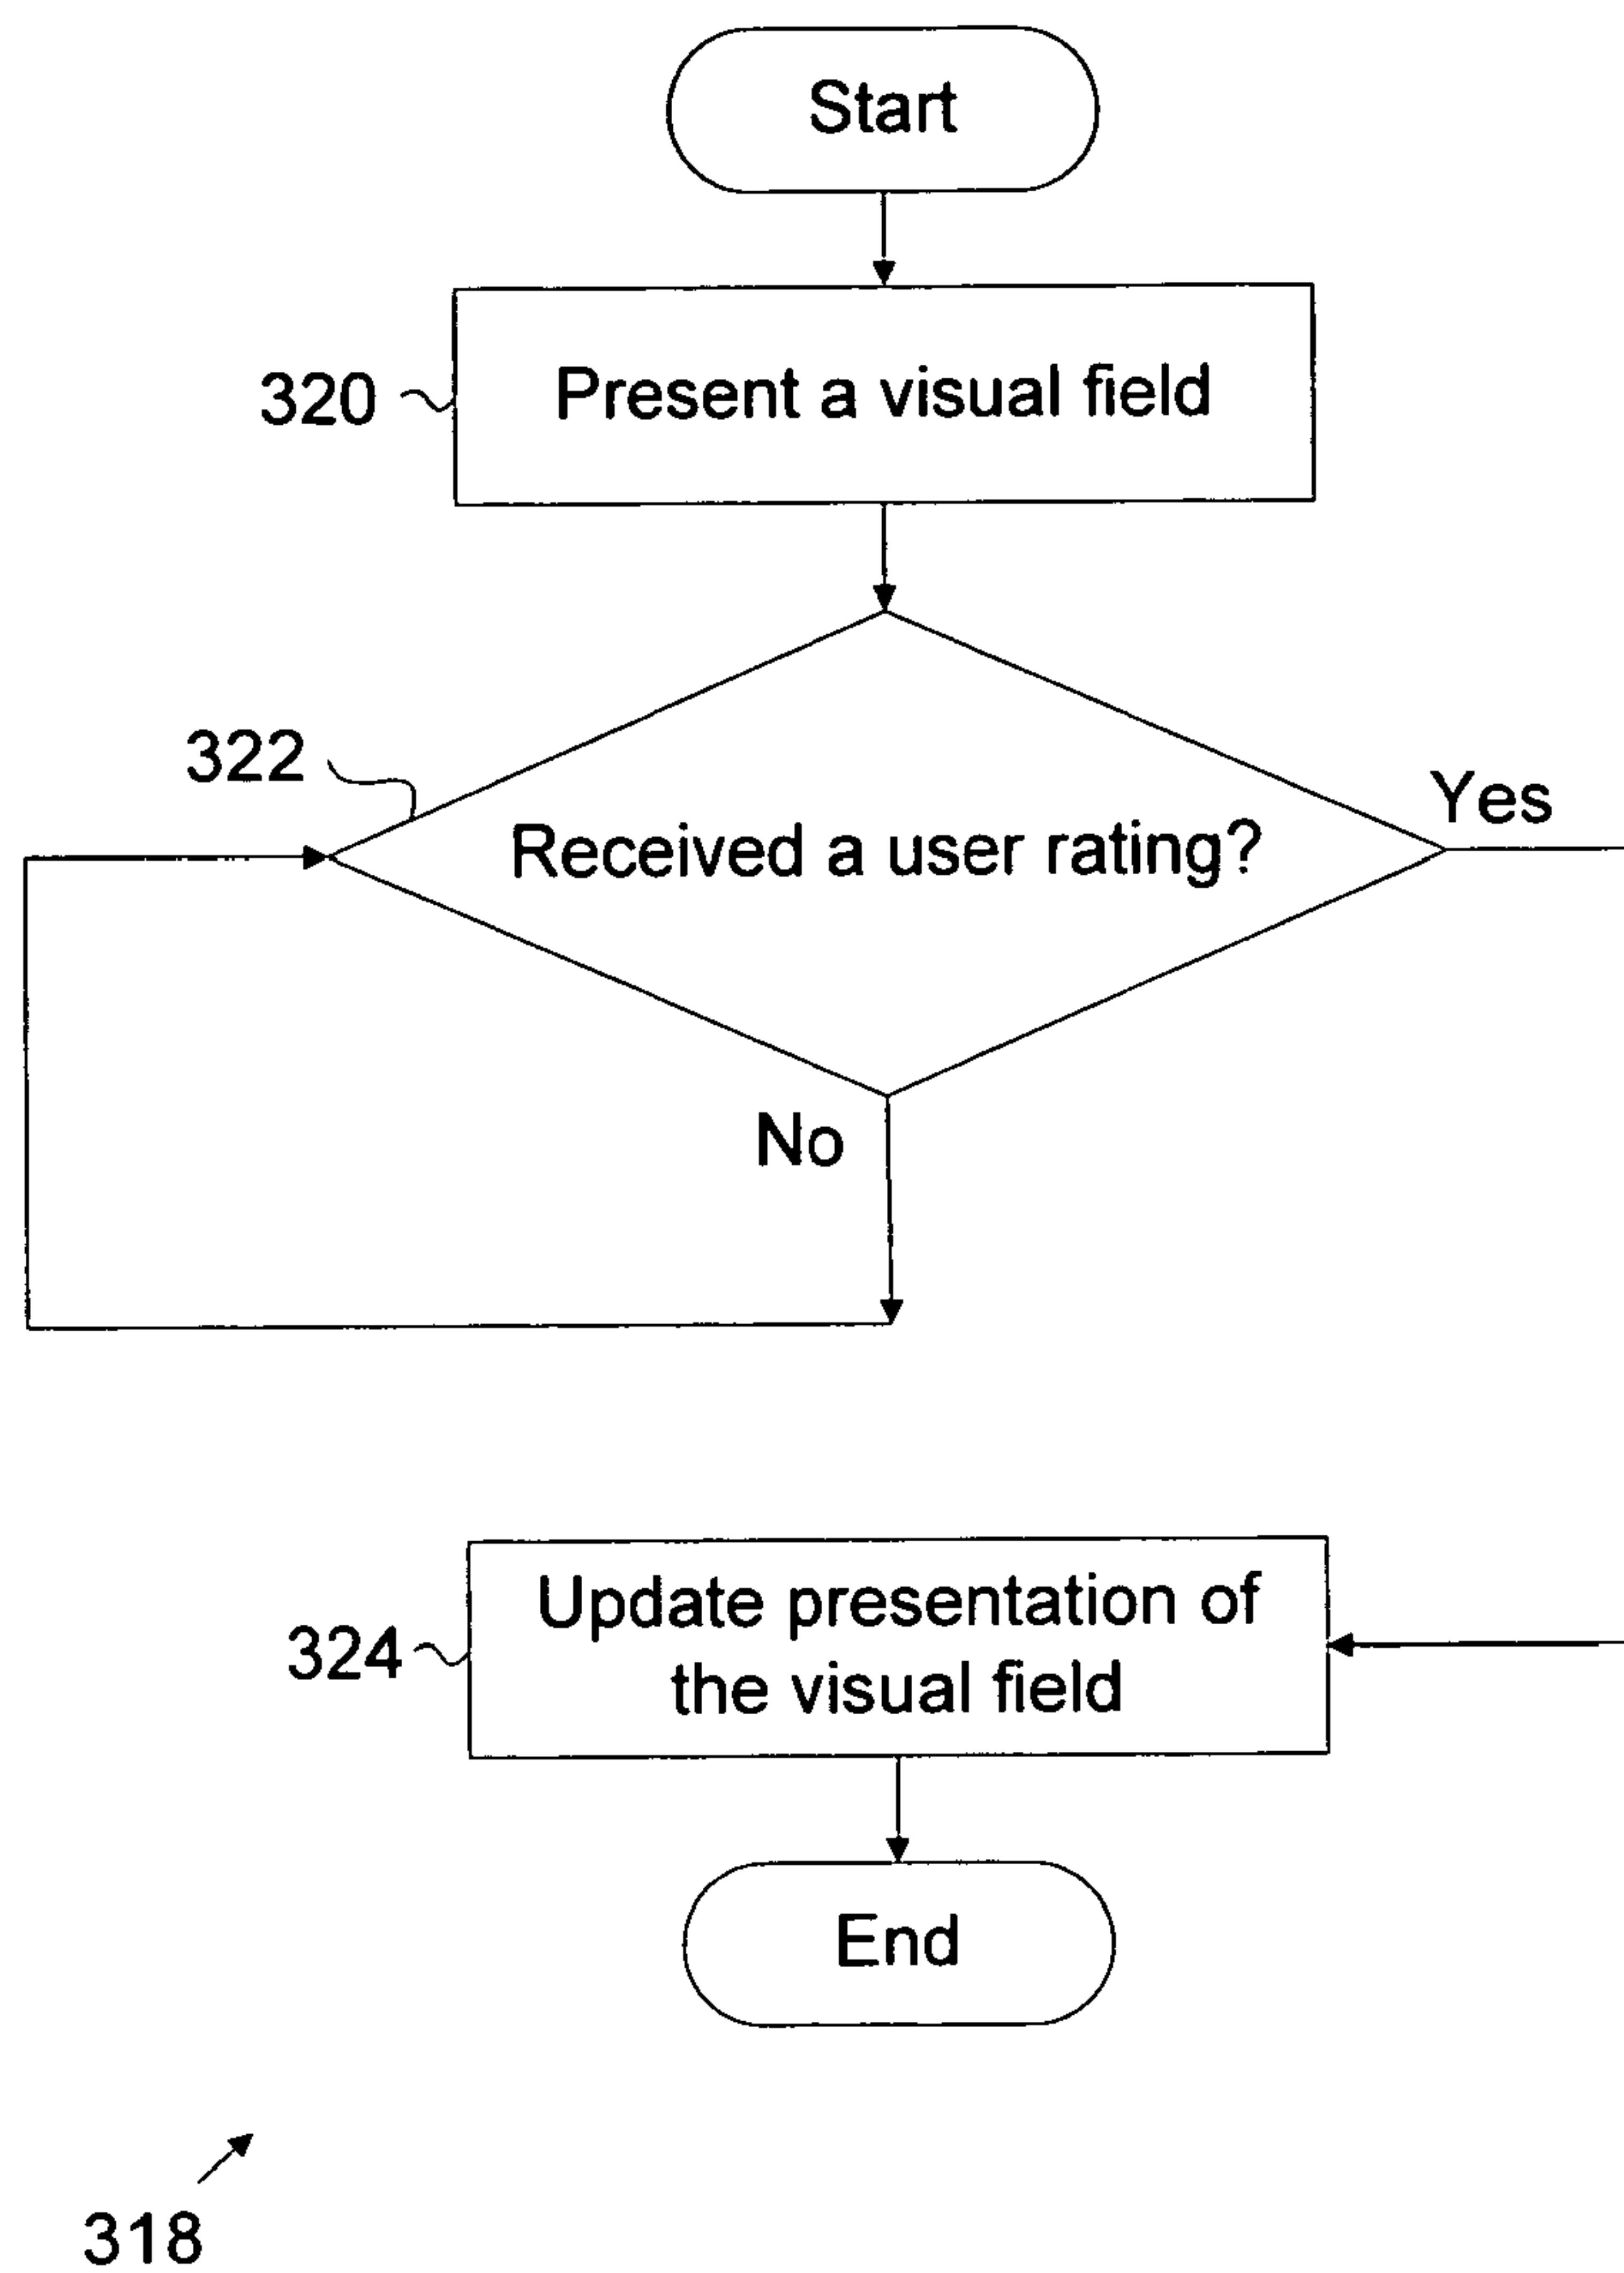 Start
320
Present a visual field
322
Yes
Received a user rating?
No
Update presentation of
324
the visual field
End
318